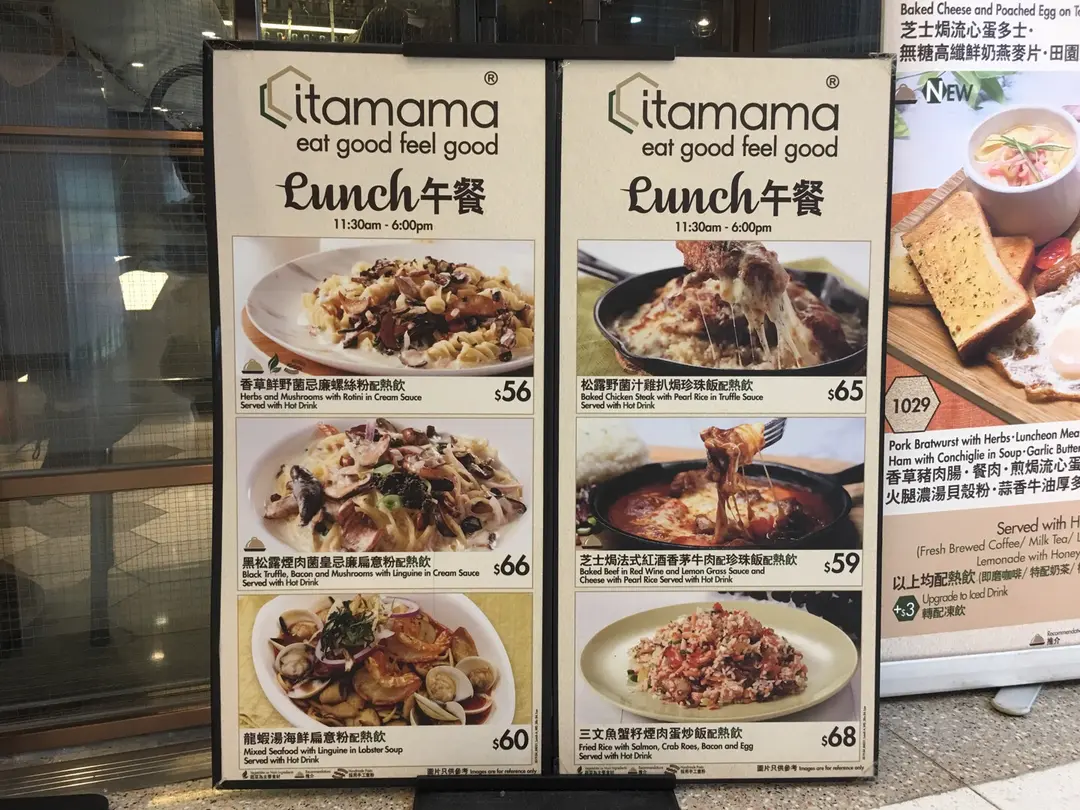 Citamama®
eat good feel good
Lunch午餐
11:30am - 6:00pm
香草鮮野菌忌廉螺絲粉配熱飲
Herbs and Mushrooms with Rotini in Cream Sauce
Served with Hot Drink
$56
黑松露煙肉菌皇忌廉扁意粉配熱飲
Black Truffle, Bacon and Mushrooms with Linguine in Cream Sauce
Served with Hot Drink
$66
龍蝦湯海鮮扁意粉配熱飲
Mixed Seafood with Linguine in Lobster Soup
Served with Hot Drink
$60
圖片只供參考 Images are for reference only
Citamama®
eat good feel good
Lunch午餐
11:30am - 6:00pm
松露野菌汁雞扒焗珍珠飯配熱飲
Baked Chicken Steak with Pearl Rice in Truffle Sauce
Served with Hot Drink
$65
芝士焗法式紅酒香茅牛肉配珍珠飯配熱飲
Baked Beef in Red Wine and Lemon Grass Sauce and
Cheese with Pearl Rice Served with Hot Drink
$59
三文魚蟹籽煙肉蛋炒飯配熱飲
Fried Rice with Salmon, Crab Roes, Bacon and Egg
Served with Hot Drink
$68
圖片只供參考 Images are for reference only
Baked Cheese and Poached Egg on
芝士焗流心蛋多士·
無糖高纖鮮奶燕麥片·田園
NEW
1029
Pork Bratwurst with Herbs·Luncheon Mea
Ham with Conchiglie in Soup·Garlic Butter
香草豬肉腸·餐肉·煎焗流心蛋
火腿濃湯貝殼粉·蒜香牛油厚多
Served with H
(Fresh Brewed Coffee/ Milk Tea/ L
Lemonade with Honey
以上均配熱飲 (即磨咖啡/ 特配奶茶/
+$3 Upgrade to Iced Drink
轉配凍飲
Recommendation
推介